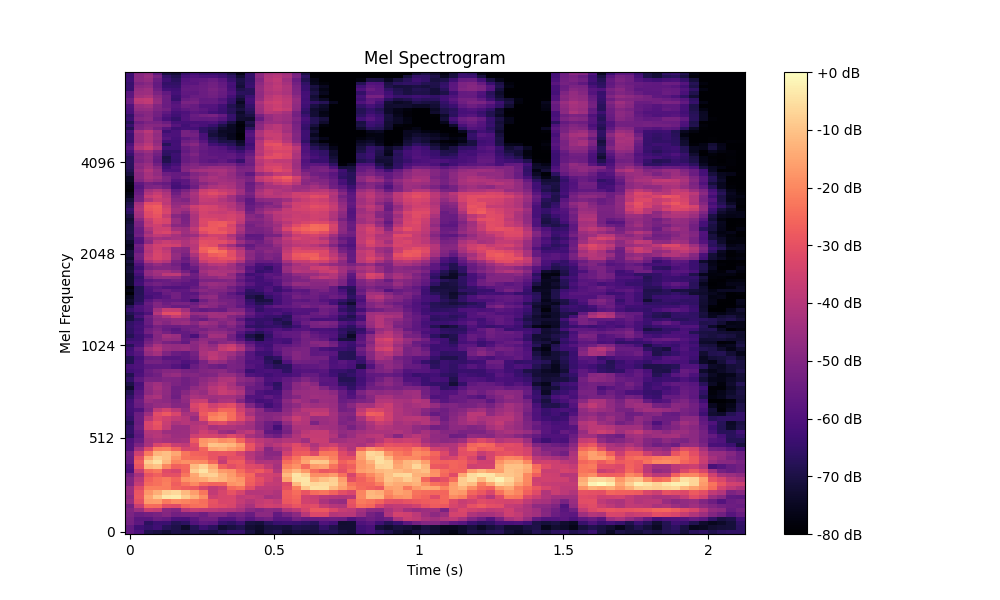 Mel Spectrogram
Mel Frequency
4096
2048
1024
512
0
0
0.5
1
1.5
2
Time (s)
+0 dB
-10 dB
-20 dB
-30 dB
-40 dB
-50 dB
-60 dB
-70 dB
-80 dB